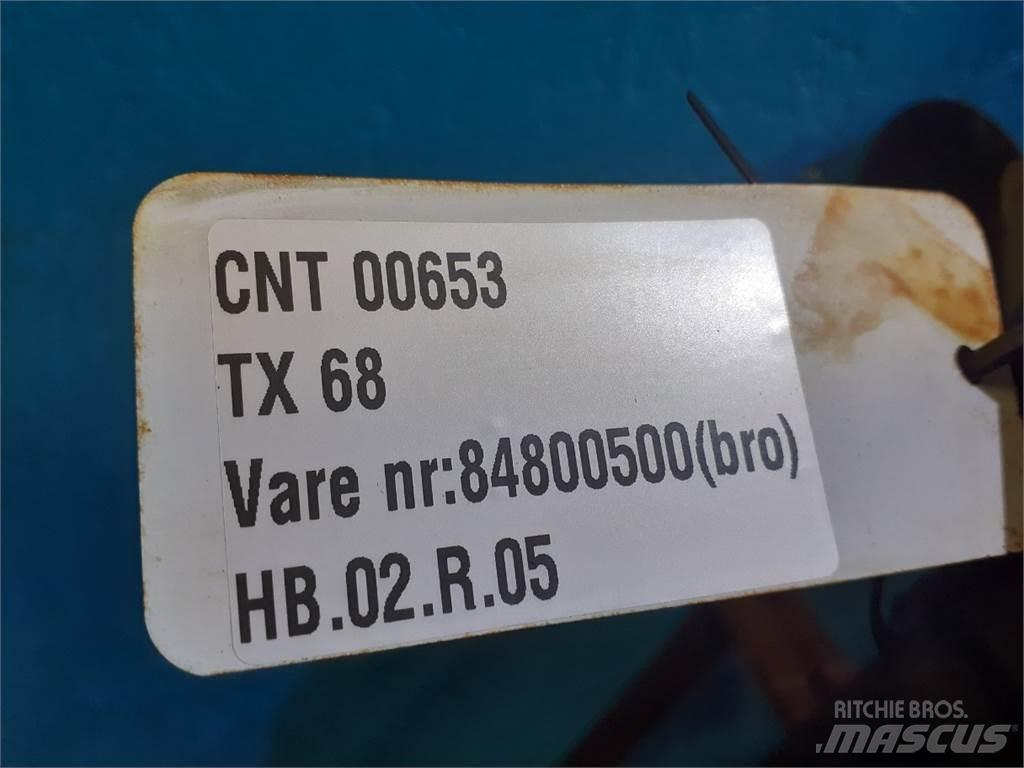 CNT 00653
TX 68
Vare nr:84800500(bro)
HB.02.R.05
RITCHIE BROS.
.MASCUS